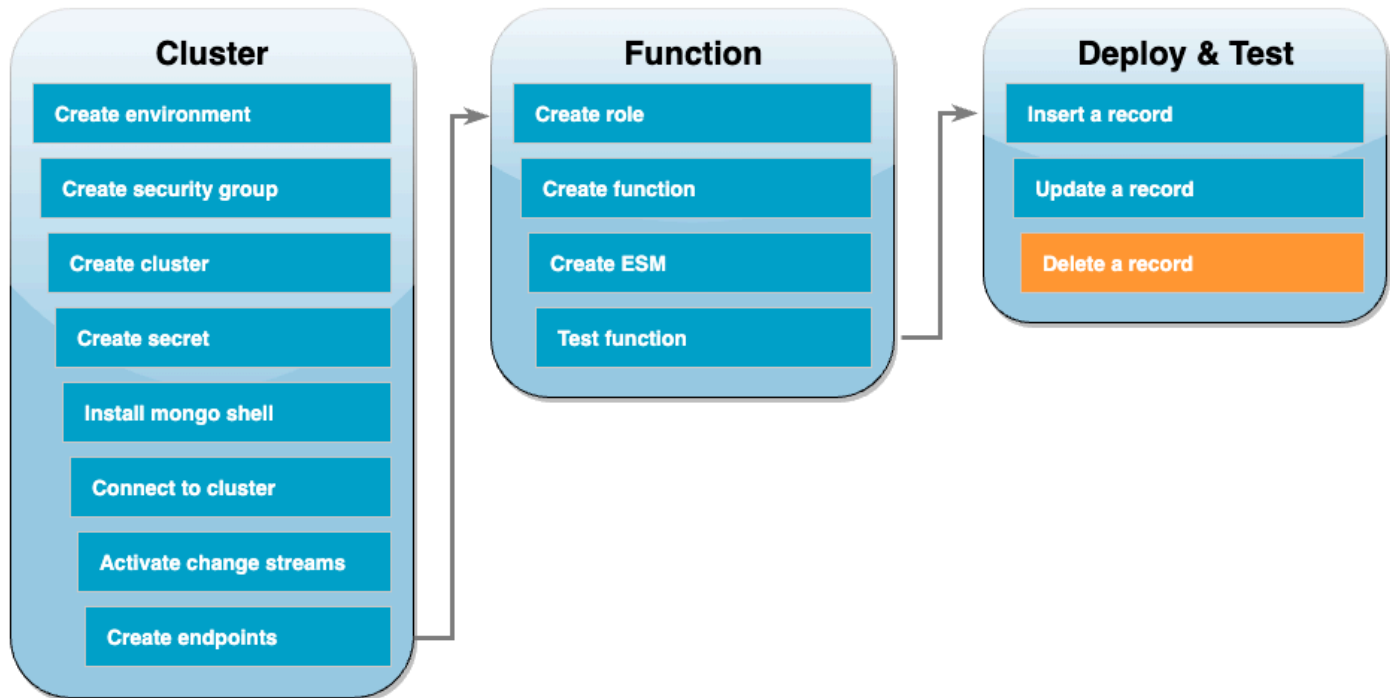 Cluster
Create environment
Create security group
Create cluster
Create secret
Install mongo shell
Connect to cluster
Activate change streams
Create endpoints
Function
Create role
Create function
Create ESM
Test function
Deploy & Test
Insert a record
Update a record
Delete a record